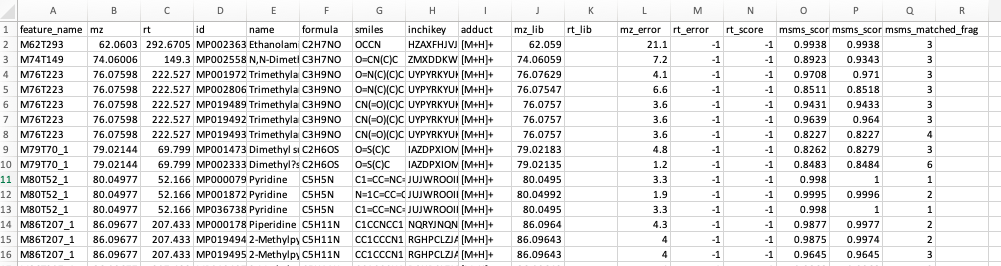 A B C D E F G H I J K L M N O P Q R
1 feature_name mz rt id name formula smiles inchikey adduct mz_lib rt_lib mz_error rt_error rt_score msms_scor msms_scor msms_matched_frag
2 M62T293 62.0603 292.6705 MP002363 Ethanolam C2H7NO OCCN HZAXFHJVJ [M+H]+ 62.059 21.1 -1 -1 0.9938 0.9938 3
3 M74T149 74.06006 149.3 MP002558 N,N-Dimet C3H7NO O=CN(C)C ZMXDDKW [M+H]+ 74.06059 7.2 -1 -1 0.8923 0.9343 3
4 M76T223 76.07598 222.527 MP001972 Trimethyla C3H9NO O=N(C)(C)C UYPYRKYUK [M+H]+ 76.07629 4.1 -1 -1 0.9708 0.971 3
5 M76T223 76.07598 222.527 MP002806 Trimethyla C3H9NO O=N(C)(C)C UYPYRKYUK [M+H]+ 76.07547 6.6 -1 -1 0.8511 0.8518 3
6 M76T223 76.07598 222.527 MP019489 Trimethyla C3H9NO CN(=O)(C)C UYPYRKYUK [M+H]+ 76.0757 3.6 -1 -1 0.9431 0.9433 3
7 M76T223 76.07598 222.527 MP019492 Trimethyla C3H9NO CN(=O)(C)C UYPYRKYUK [M+H]+ 76.0757 3.6 -1 -1 0.9639 0.964 3
8 M76T223 76.07598 222.527 MP019493 Trimethyla C3H9NO CN(=O)(C)C UYPYRKYUK [M+H]+ 76.0757 3.6 -1 -1 0.8227 0.8227 4
9 M79T70_1 79.02144 69.799 MP001473 Dimethyl su C2H6OS O=S(C)C IAZDPXIOM [M+H]+ 79.02183 4.8 -1 -1 0.8262 0.8279 3
10 M79T70_1 79.02144 69.799 MP002333 Dimethyl?s C2H6OS O=S(C)C IAZDPXIOM [M+H]+ 79.02135 1.2 -1 -1 0.8483 0.8484 6
11 M80T52_1 80.04977 52.166 MP000079 Pyridine C5H5N C1=CC=NC= JUJWROOII [M+H]+ 80.0495 3.3 -1 -1 0.998 1 1
12 M80T52_1 80.04977 52.166 MP001872 Pyridine C5H5N N=1C=CC=C JUJWROOII [M+H]+ 80.04992 1.9 -1 -1 0.9995 0.9996 2
13 M80T52_1 80.04977 52.166 MP036738 Pyridine C5H5N C1=CC=NC= JUJWROOII [M+H]+ 80.0495 3.3 -1 -1 0.998 1 1
14 M86T207_1 86.09677 207.433 MP000178 Piperidine C5H11N C1CCNCC1 NQRYJNQN [M+H]+ 86.0964 4.3 -1 -1 0.9877 0.9977 2
15 M86T207_1 86.09677 207.433 MP019494 2-Methylpy C5H11N CC1CCCN1 RGHPCLZJA [M+H]+ 86.09643 4 -1 -1 0.9875 0.9974 2
16 M86T207_1 86.09677 207.433 MP019495 2-Methylpy C5H11N CC1CCCN1 RGHPCLZJA [M+H]+ 86.09643 4 -1 -1 0.9645 0.9645 3